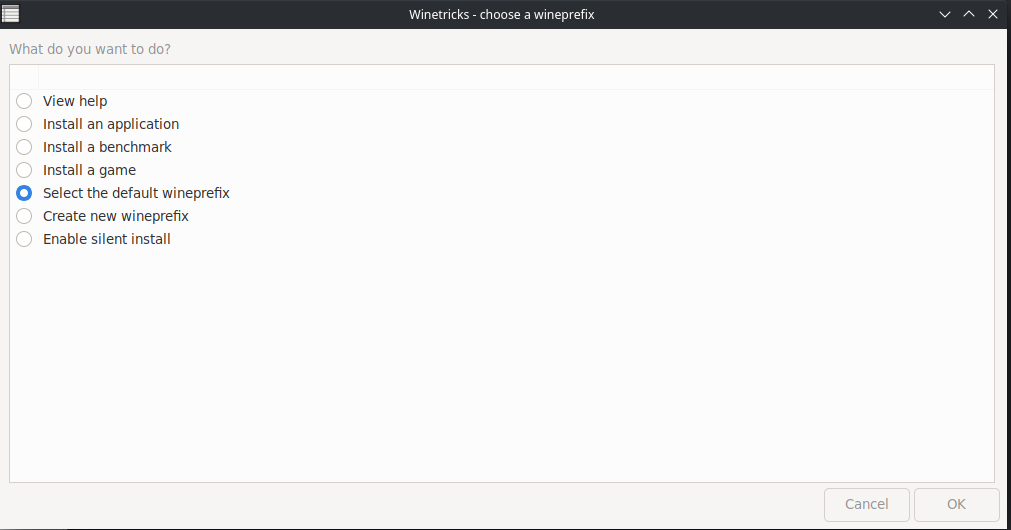 Winetricks - choose a wineprefix
What do you want to do?
View help
Install an application
Install a benchmark
Install a game
Select the default wineprefix
Create new wineprefix
Enable silent install
Cancel
OK